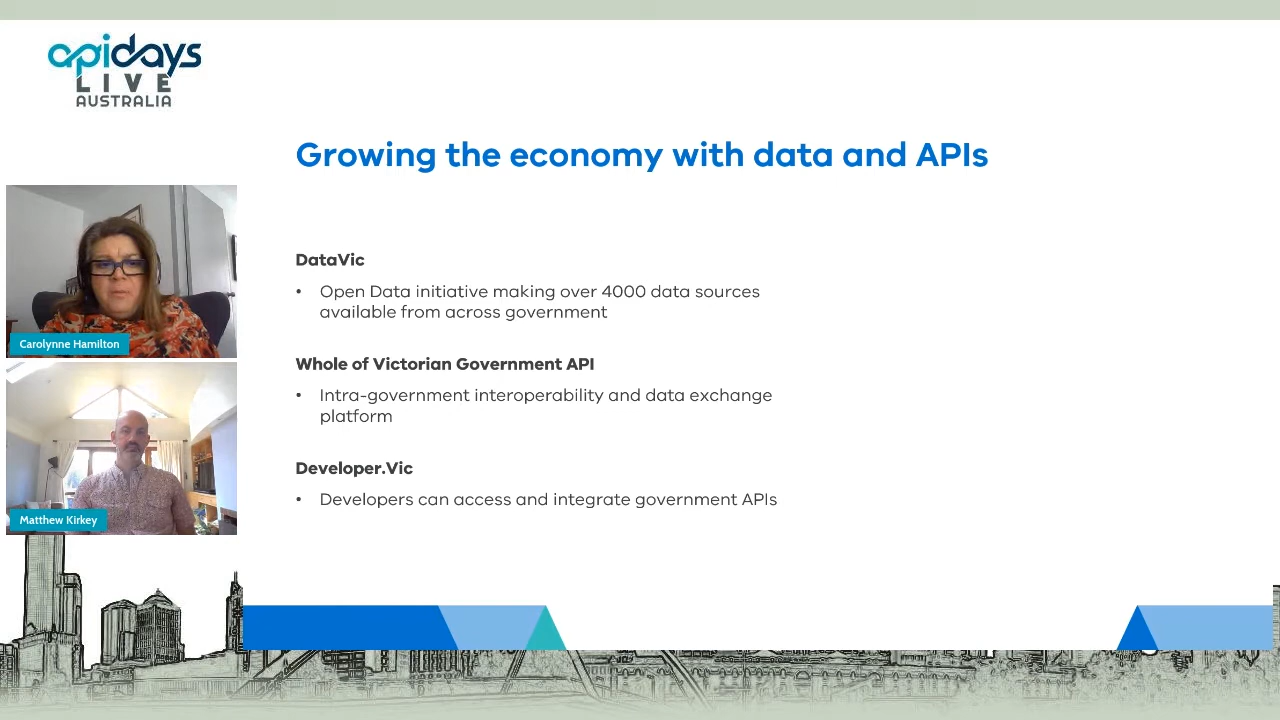 apidays
LIVE
AUSTRALIA
Growing the economy with data and APIs
Carolynne Hamilton
Matthew Kirkey
DataVic
• Open Data initiative making over 4000 data sources
available from across government
Whole of Victorian Government API
• Intra-government interoperability and data exchange
platform
Developer.Vic
• Developers can access and integrate government APIs